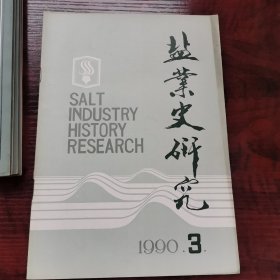 盐业史研究
SALT
INDUSTRY
HISTORY
RESEARCH
1990.3.